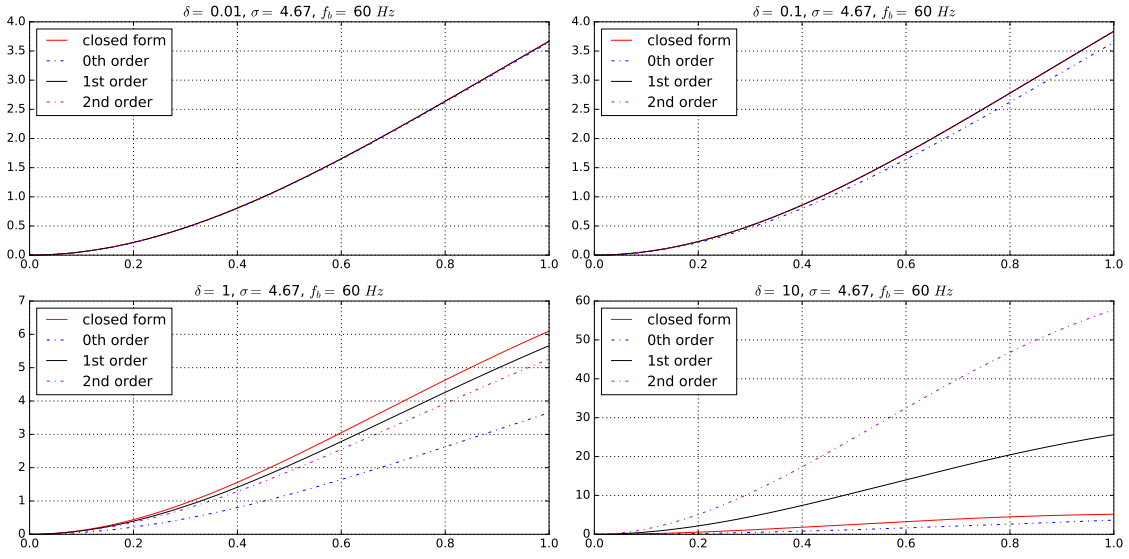 δ = 0.01, σ = 4.67, f_b = 60 Hz
4.0
3.5
3.0
2.5
2.0
1.5
1.0
0.5
0.0
closed form
0th order
1st order
2nd order
0.0 0.2 0.4 0.6 0.8 1.0
δ = 0.1, σ = 4.67, f_b = 60 Hz
4.0
3.5
3.0
2.5
2.0
1.5
1.0
0.5
0.0
closed form
0th order
1st order
2nd order
0.0 0.2 0.4 0.6 0.8 1.0
δ = 1, σ = 4.67, f_b = 60 Hz
7
6
5
4
3
2
1
0
closed form
0th order
1st order
2nd order
0.0 0.2 0.4 0.6 0.8 1.0
δ = 10, σ = 4.67, f_b = 60 Hz
60
50
40
30
20
10
0
closed form
0th order
1st order
2nd order
0.0 0.2 0.4 0.6 0.8 1.0